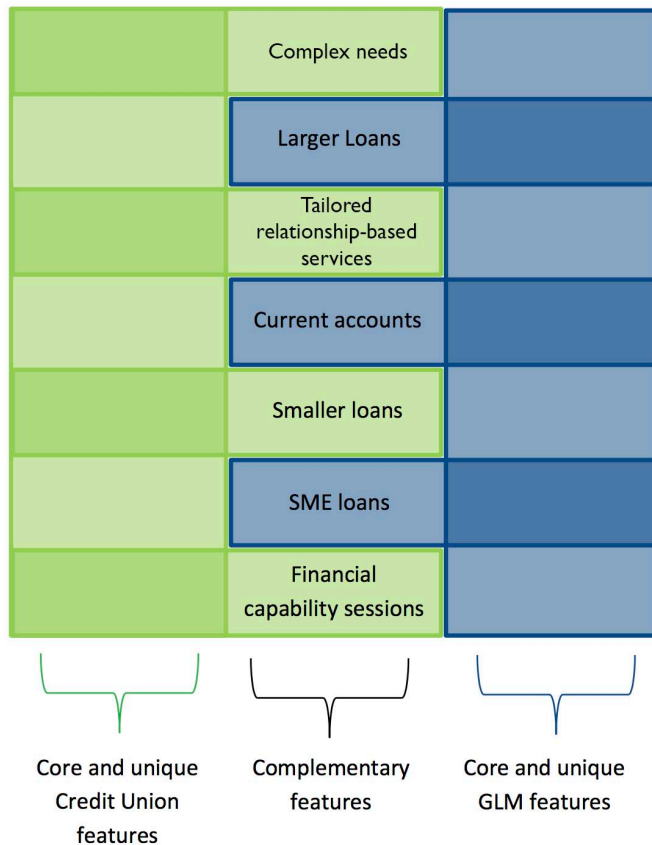 Complex needs
Larger Loans
Tailored
relationship-based
services
Current accounts
Smaller loans
SME loans
Financial
capability sessions
Core and unique
Credit Union
features
Complementary
features
Core and unique
GLM features